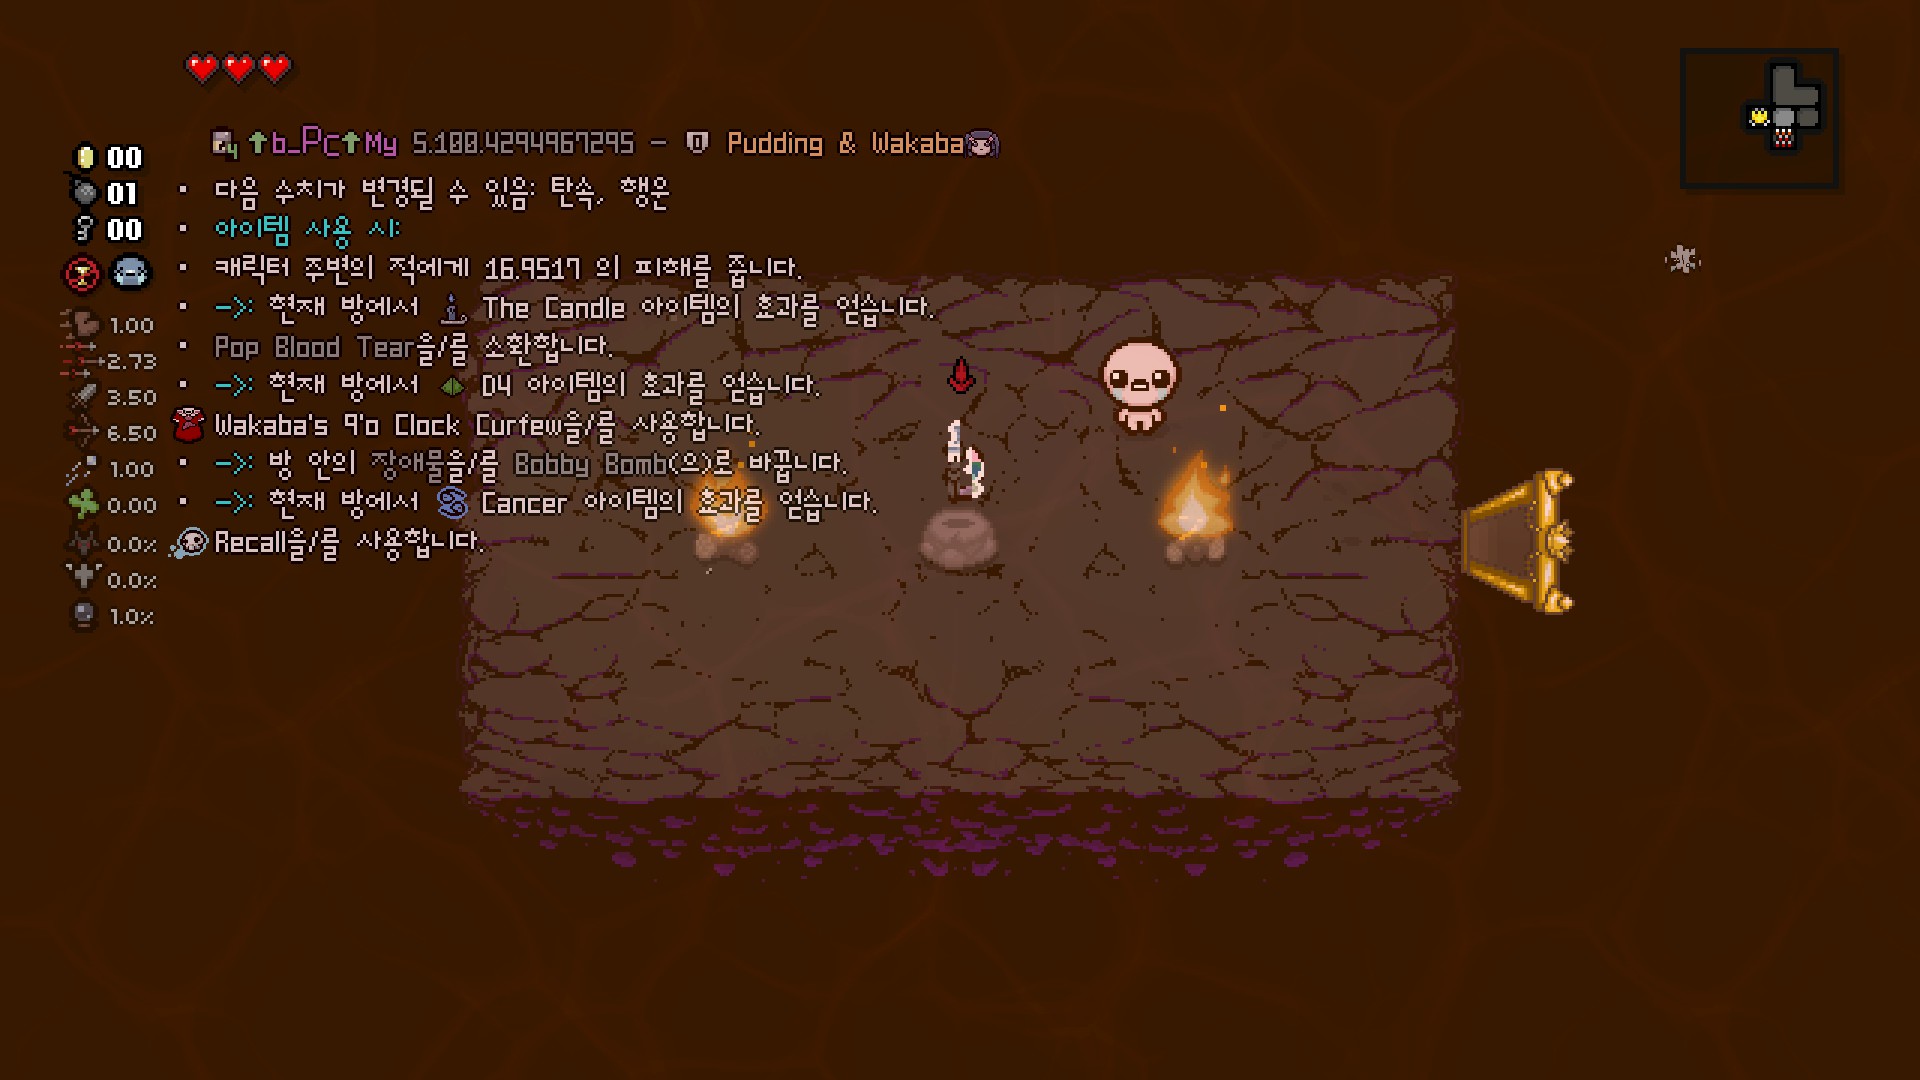 ↑b_Pc↑My 5.100.4294967295 - Pudding & Wakaba
00
다음 수치가 변경될 수 있음: 탄속, 행운
01
아이템 사용 시:
00
캐릭터 주변의 적에게 16.9517 의 피해를 줍니다.
->: 현재 방에서 The Candle 아이템의 효과를 얻습니다.
1.00
Pop Blood Tear을/를 소환합니다.
2.73
->: 현재 방에서 D4 아이템의 효과를 얻습니다.
3.50
Wakaba's 9'o Clock Curfew을/를 사용합니다.
6.50
->: 방 안의 장애물을/를 Bobby Bomb(으)로 바꿉니다.
1.00
->: 현재 방에서 Cancer 아이템의 효과를 얻습니다.
0.00
Recall을/를 사용합니다.
0.0%
0.0%
1.0%